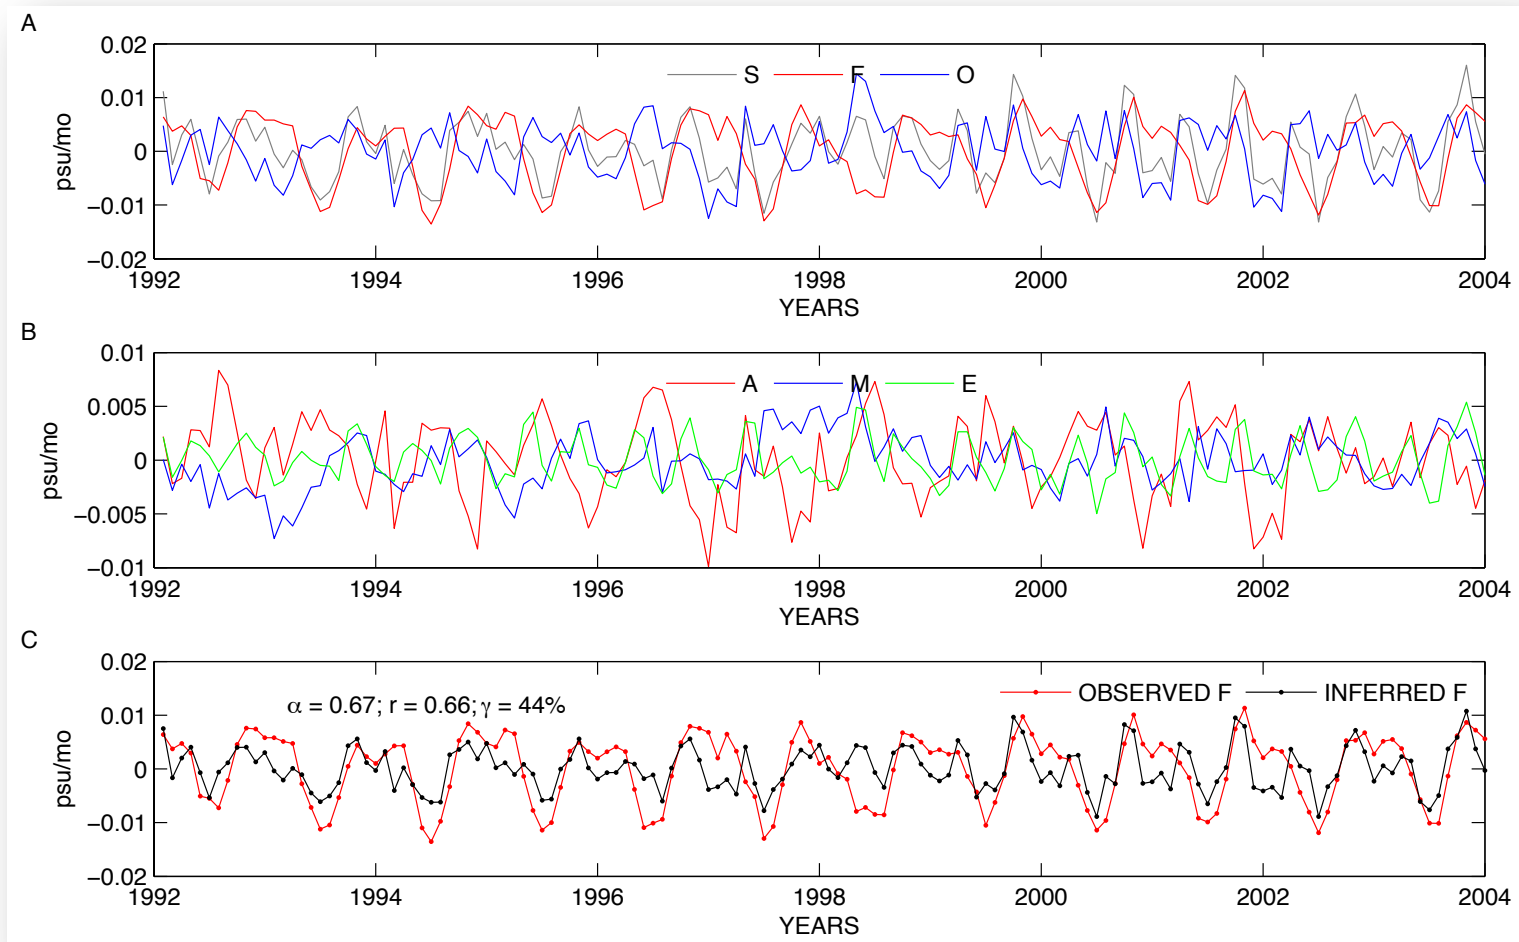 A
0.02
0.01
0
−0.01
−0.02
psu/mo
S F O
1992 1994 1996 1998 2000 2002 2004
YEARS
B
0.01
0.005
0
−0.005
−0.01
psu/mo
A M E
1992 1994 1996 1998 2000 2002 2004
YEARS
C
0.02
0.01
0
−0.01
−0.02
psu/mo
α = 0.67; r = 0.66; γ = 44%
OBSERVED F INFERRED F
1992 1994 1996 1998 2000 2002 2004
YEARS